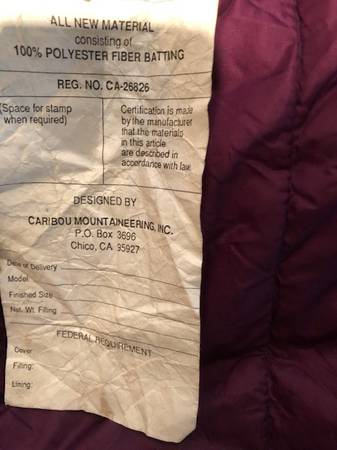 ALL NEW MATERIAL
consisting of
100% POLYESTER FIBER BATTING
REG. NO. CA-26826
(Space for stamp
when required)
Certification is made
by the manufacturer
that the materials
in this article
are described in
accordance with law.
DESIGNED BY
CARIBOU MOUNTAINEERING, INC.
P.O. Box 3696
Chico, CA 95927
Date of Delivery
Model
Finished Size
Net. Wt. Filling
FEDERAL REQUIREMENT
Cover
Filling:
Lining: